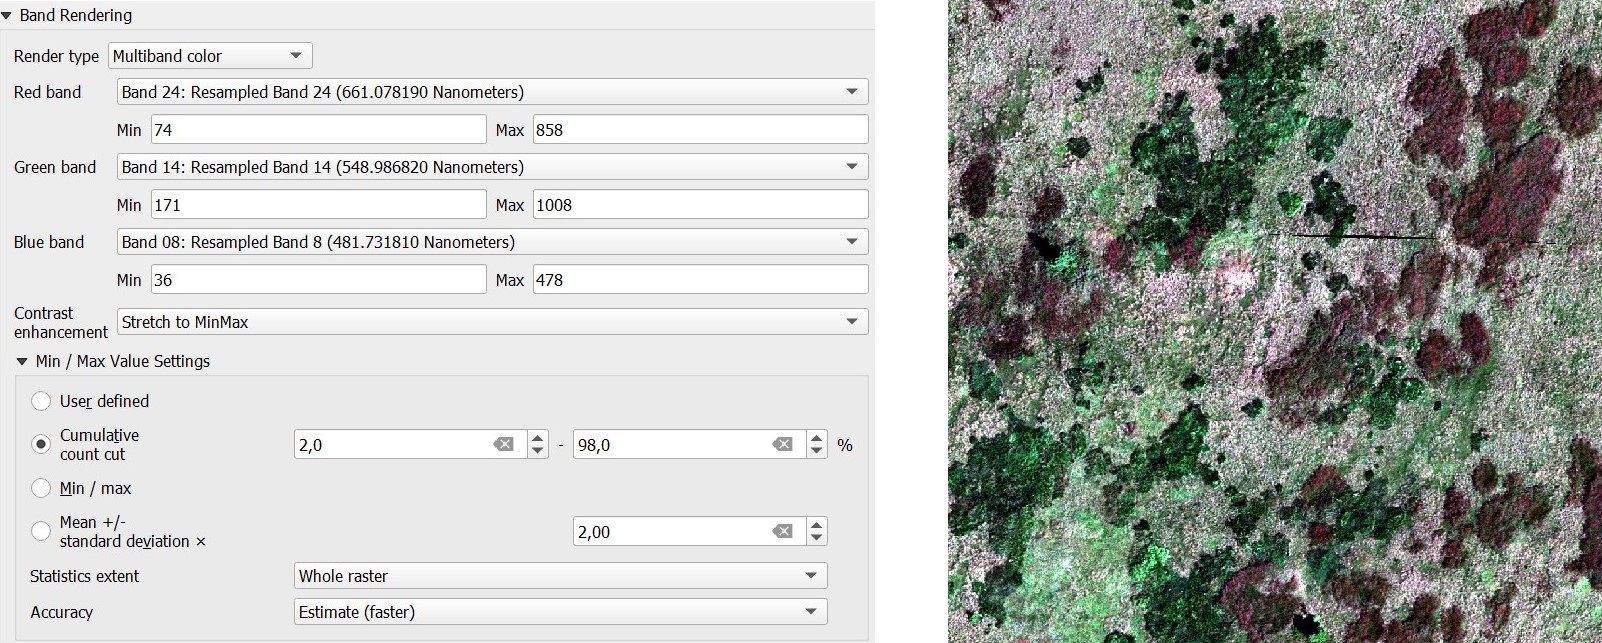 Band Rendering
Render type Multiband color
Red band Band 24: Resampled Band 24 (661.078190 Nanometers)
Min 74 Max 858
Green band Band 14: Resampled Band 14 (548.986820 Nanometers)
Min 171 Max 1008
Blue band Band 08: Resampled Band 8 (481.731810 Nanometers)
Min 36 Max 478
Contrast
enhancement Stretch to MinMax
Min / Max Value Settings
User defined
Cumulative
count cut 2,0 - 98,0 %
Min / max
Mean +/-
standard deviation × 2,00
Statistics extent Whole raster
Accuracy Estimate (faster)